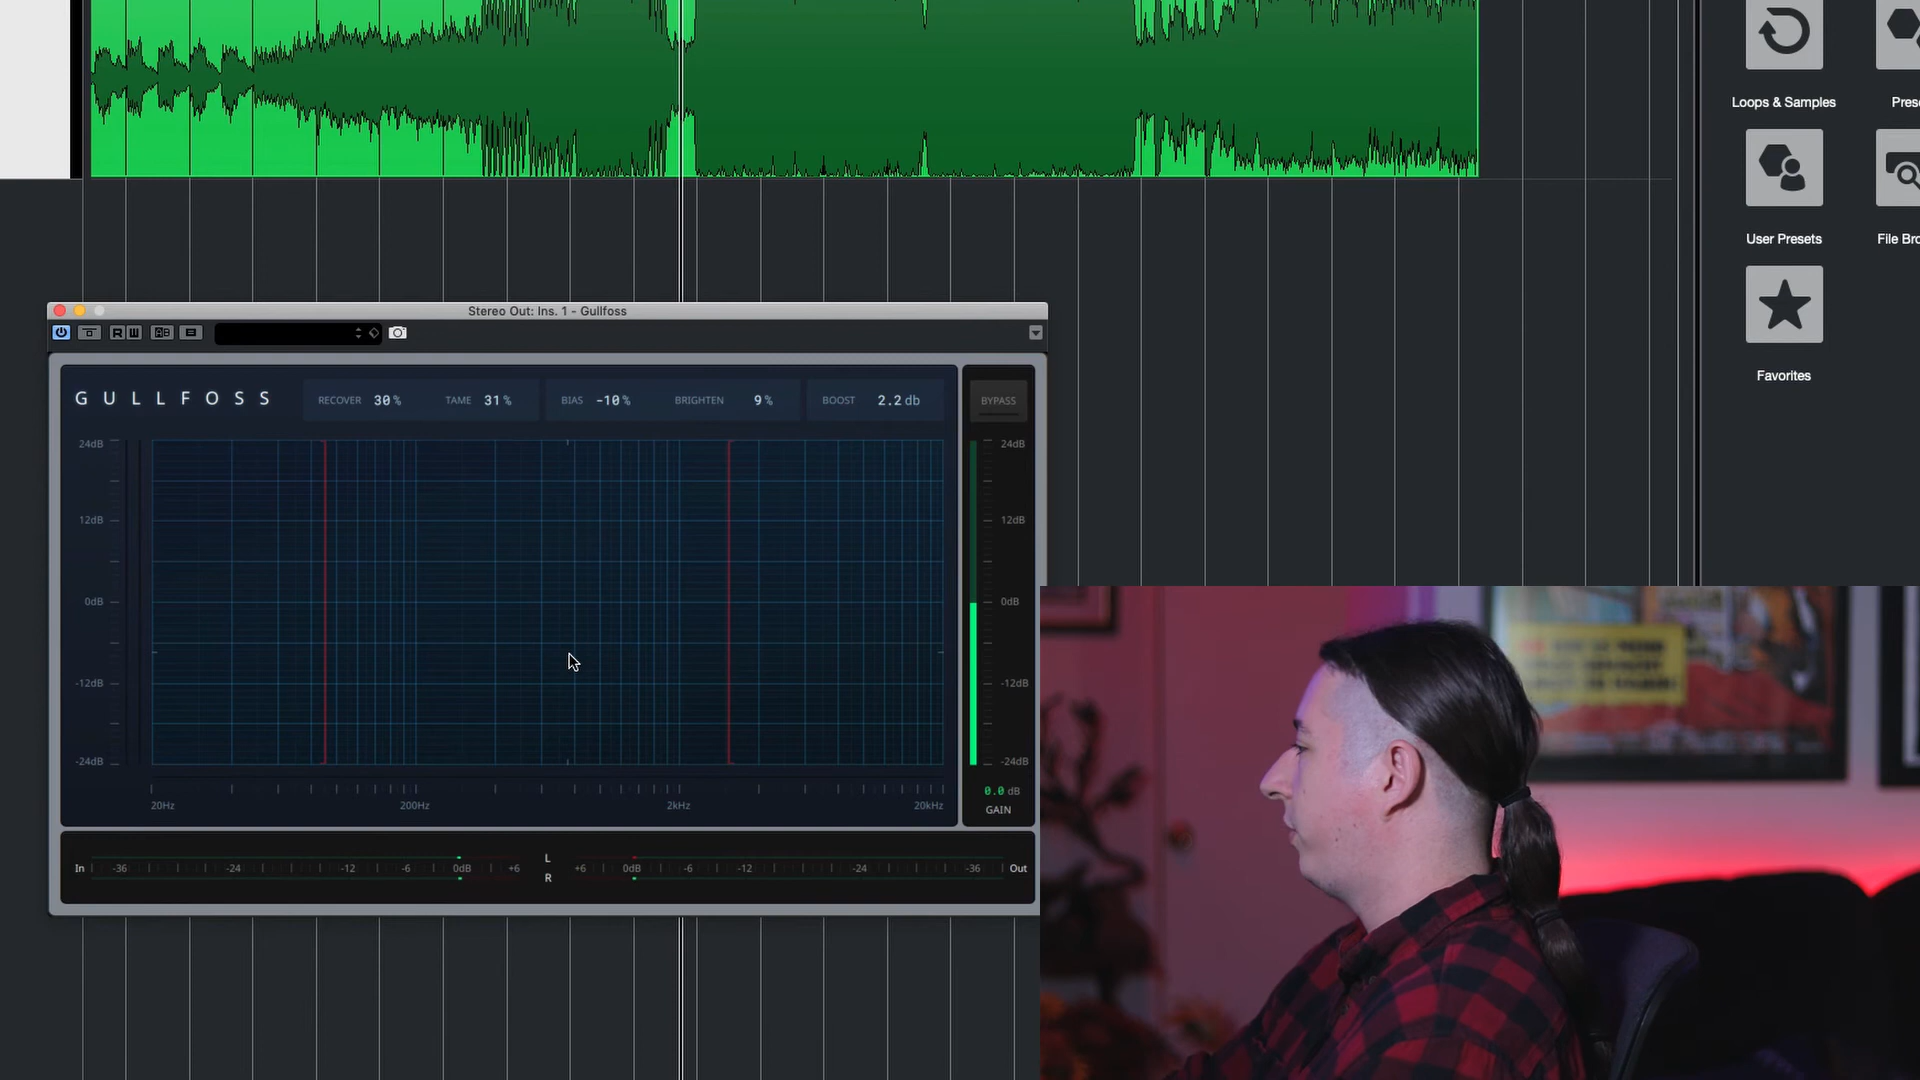 Loops & Samples
Pres
User Presets
File Bro
Favorites
Stereo Out: Ins. 1 - Gullfoss
R W
GULLFOSS
RECOVER 30% TAME 31% BIAS -10% BRIGHTEN 9% BOOST 2.2 db
BYPASS
24dB
12dB
0dB
-12dB
-24dB
24dB
12dB
0dB
-12dB
-24dB
20Hz 200Hz 2kHz 20kHz
0.0 dB
GAIN
L
In -36 -24 -12 -6 0dB +6 +6 0dB -6 -12 -24 -36 Out
R